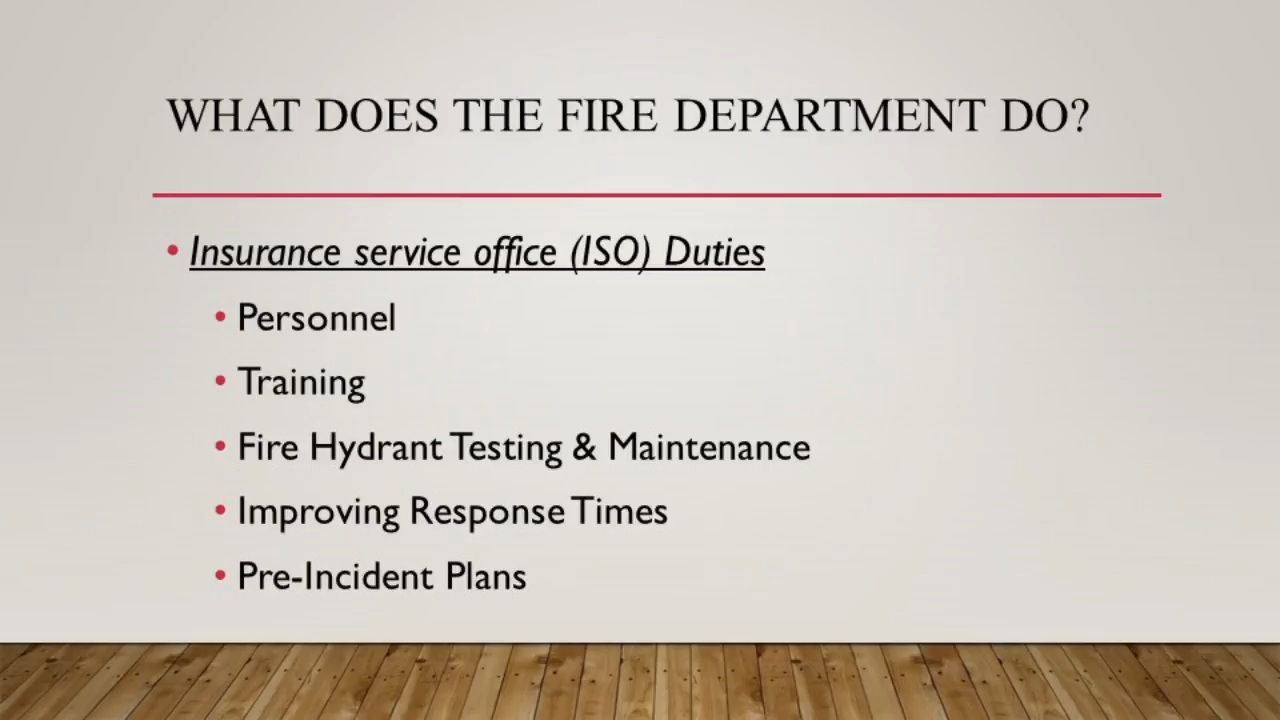 WHAT DOES THE FIRE DEPARTMENT DO?
• Insurance service office (ISO) Duties
• Personnel
• Training
• Fire Hydrant Testing & Maintenance
• Improving Response Times
• Pre-Incident Plans